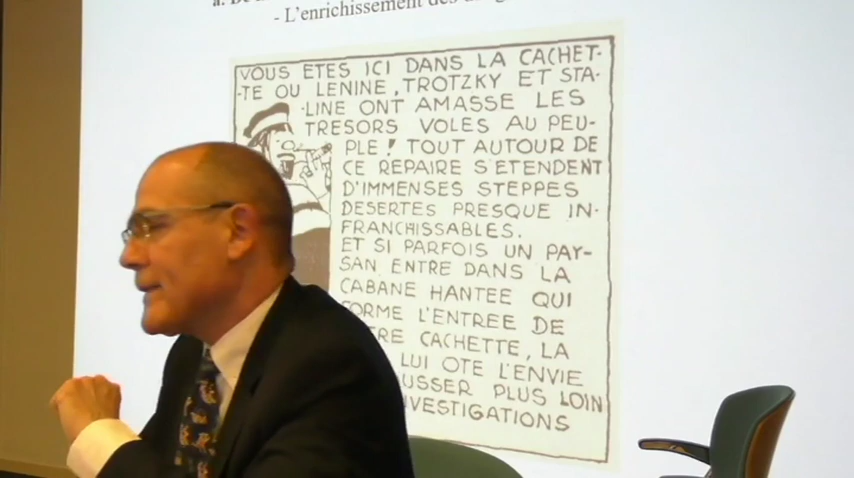 - L'enrichissement des
VOUS ETES ICI DANS LA CACHET-
-TE OU LENINE, TROTZKY ET STA-
-LINE ONT AMASSE LES
TRESORS VOLES AU PEU-
PLE! TOUT AUTOUR DE
CE REPAIRE S'ETENDENT
D'IMMENSES STEPPES
DESERTES PRESQUE IN-
FRANCHISSABLES.
ET SI PARFOIS UN PAY-
SAN ENTRE DANS LA
CABANE HANTEE QUI
FORME L'ENTREE DE
TRE CACHETTE, LA
LUI OTE L'ENVIE
USSER PLUS LOIN
VESTIGATIONS